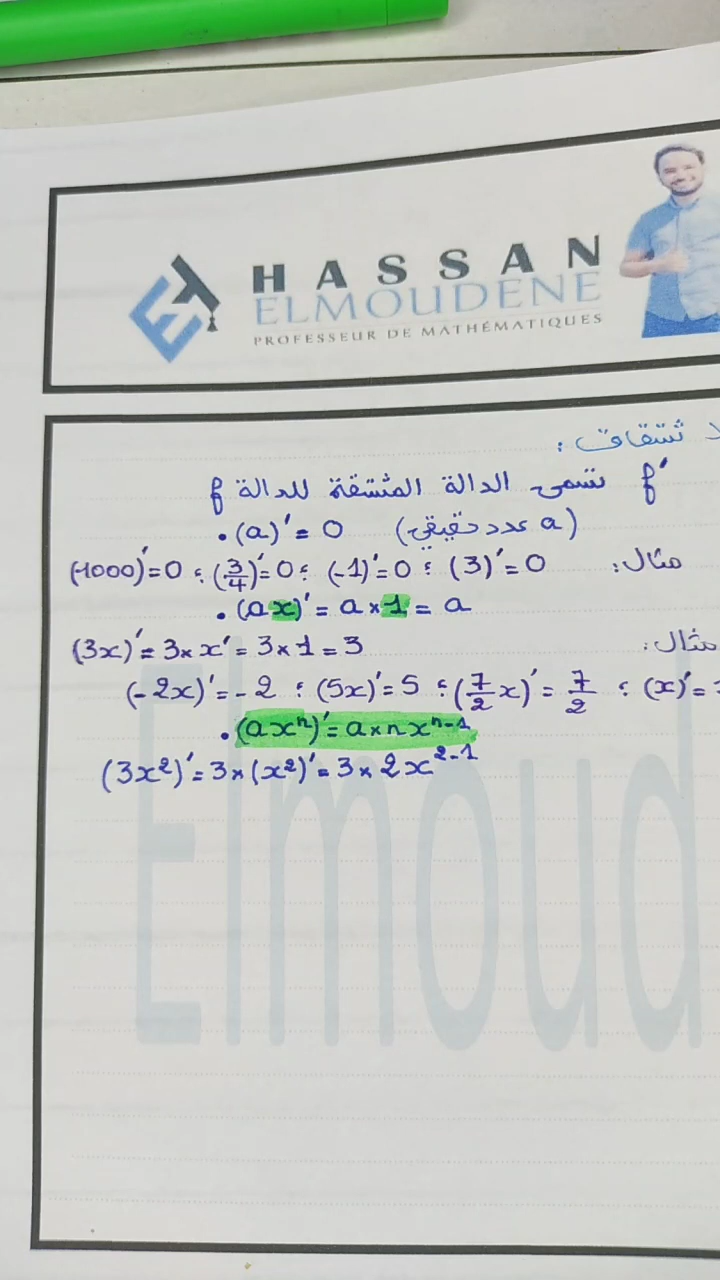 HASSAN
ELMOUDENE
PROFESSEUR DE MATHÉMATIQUES
f' تسمى الدالة المشتقة للدالة f
• (a)' = 0 (a عدد حقيقي)
مثال: (3)' = 0 ؛ (-1)' = 0 ؛ (3/4)' = 0 ؛ (-1000)' = 0
• (ax)' = a × 1 = a
مثال:
(3x)' = 3 × x' = 3 × 1 = 3
(-2x)' = -2 ؛ (5x)' = 5 ؛ (7/2 x)' = 7/2 ؛ (x)' =
• (axⁿ)' = a × n xⁿ⁻¹
(3x²)' = 3 × (x²)' = 3 × 2x²⁻¹
Elmoud